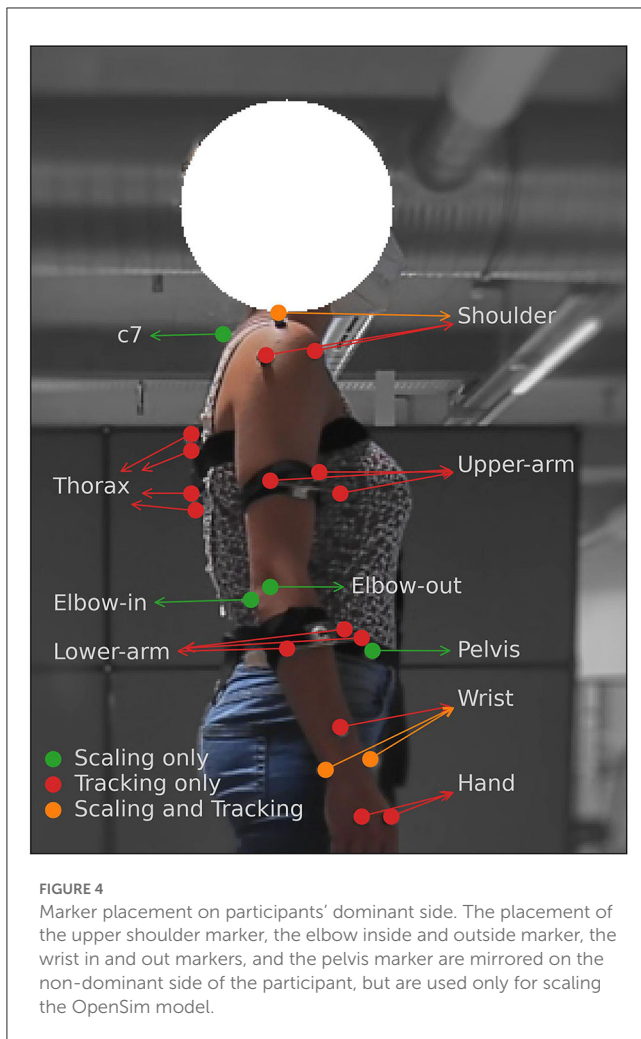 Shoulder
c7
Upper-arm
Thorax
Elbow-out
Elbow-in
Lower-arm
Pelvis
Wrist
Scaling only
Tracking only
Hand
Scaling and Tracking
FIGURE 4
Marker placement on participants’ dominant side. The placement of
the upper shoulder marker, the elbow inside and outside marker, the
wrist in and out markers, and the pelvis marker are mirrored on the
non-dominant side of the participant, but are used only for scaling
the OpenSim model.